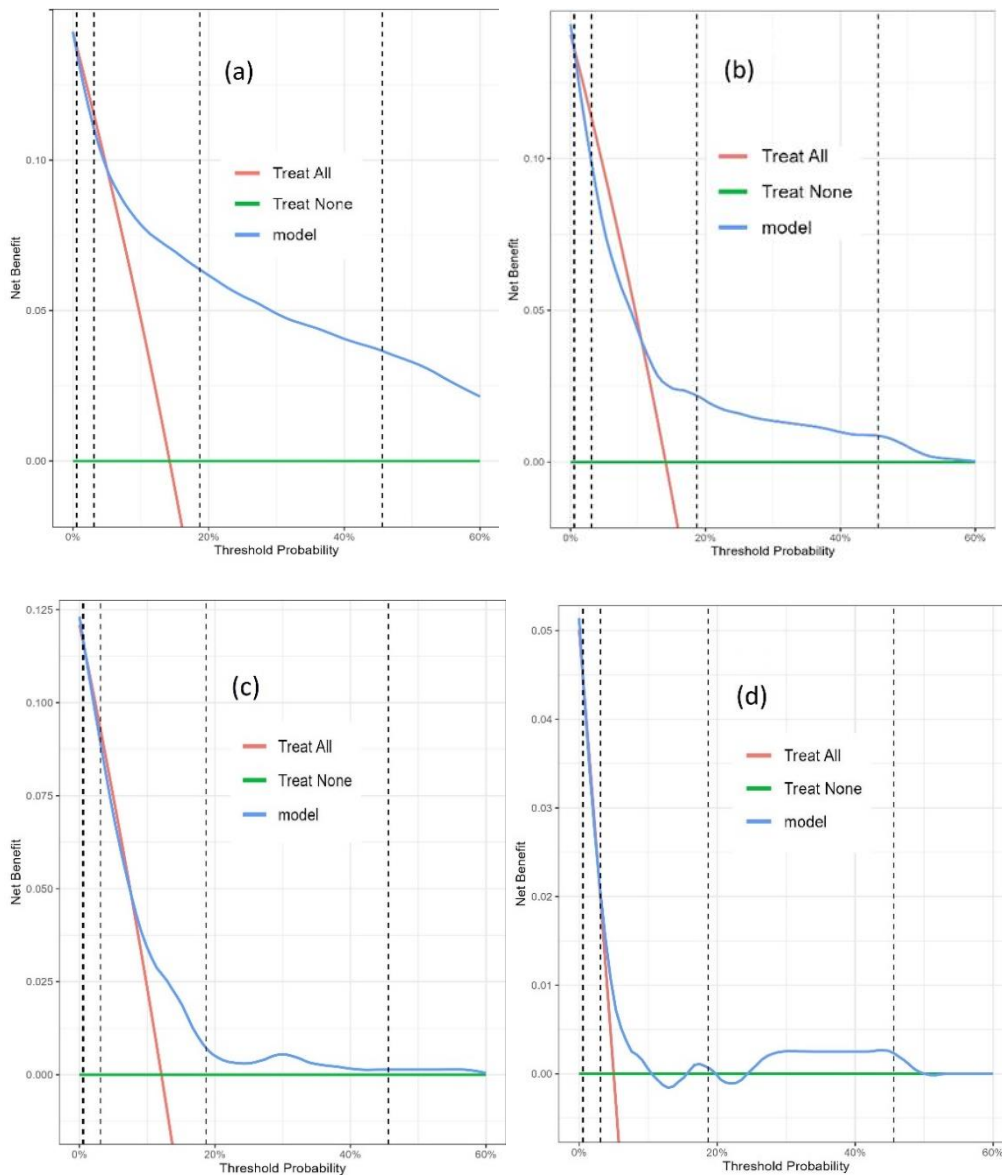 (a)
0.10
0.05
0.00
Net Benefit
Treat All
Treat None
model
0% 20% 40% 60%
Threshold Probability
(b)
0.10
0.05
0.00
Net Benefit
Treat All
Treat None
model
0% 20% 40% 60%
Threshold Probability
(c)
0.125
0.100
0.075
0.050
0.025
0.000
Net Benefit
Treat All
Treat None
model
0% 20% 40% 60%
Threshold Probability
(d)
0.05
0.04
0.03
0.02
0.01
0.00
Net Benefit
Treat All
Treat None
model
0% 20% 40% 60%
Threshold Probability